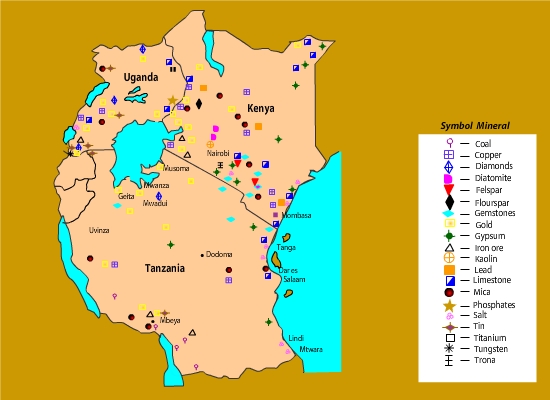 Uganda
Kenya
Nairobi
Musoma
Mwanza
Geita
Mwadui
Mombasa
Uvinza
Tanga
Dodoma
Tanzania
Dar es
Salaam
Mbeya
Lindi
Mtwara
Symbol Mineral
Coal
Copper
Diamonds
Diatomite
Felspar
Flourspar
Gemstones
Gold
Gypsum
Iron ore
Kaolin
Lead
Limestone
Mica
Phosphates
Salt
Tin
Titanium
Tungsten
Trona